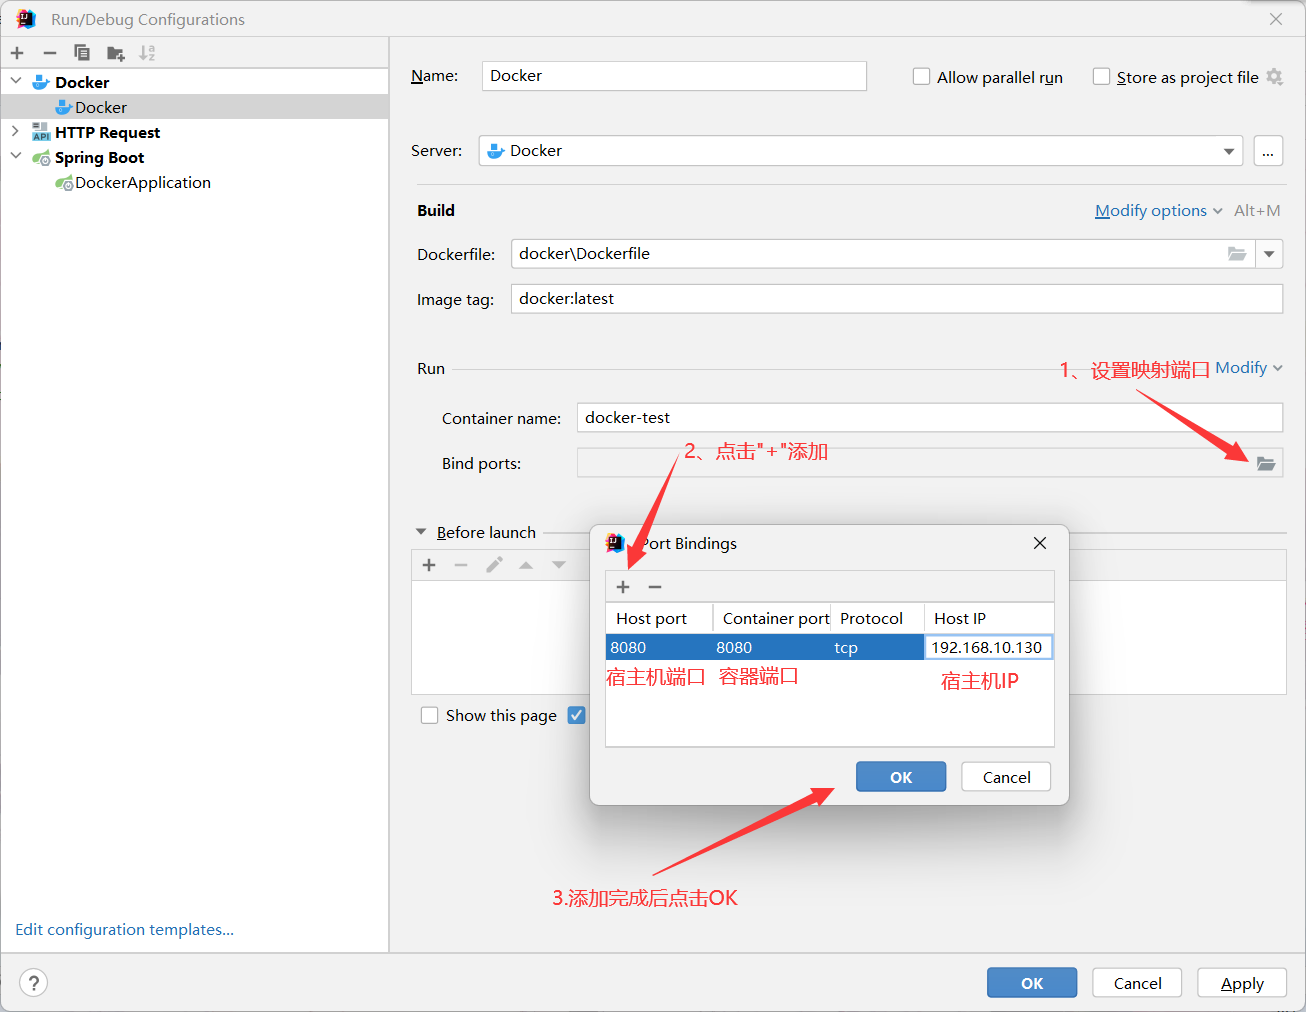 Run/Debug Configurations
Docker
Docker
HTTP Request
Spring Boot
DockerApplication
Edit configuration templates...
Name: Docker
Allow parallel run
Store as project file
Server: Docker
...
Build
Modify options Alt+M
Dockerfile: docker\Dockerfile
Image tag: docker:latest
Run
1、设置映射端口
Modify
Container name: docker-test
2、点击"+"添加
Bind ports:
Before launch
Port Bindings
Host port Container port Protocol Host IP
8080 8080 tcp 192.168.10.130
宿主机端口 容器端口 宿主机IP
Show this page
OK Cancel
3.添加完成后点击OK
?
OK Cancel Apply